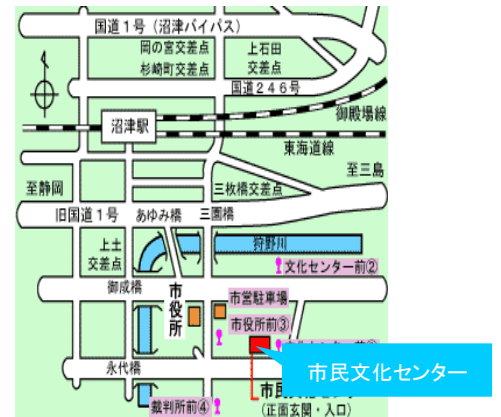 国道1号（沼津バイパス）
岡の宮交差点
上石田
交差点
杉崎町交差点
国道246号
御殿場線
沼津駅
東海道線
至三島
至静岡
三枚橋交差点
旧国道1号
あゆみ橋
三園橋
上土
交差点
狩野川
文化センター前②
御成橋
市役所
市営駐車場
市役所前③
永代橋
市民文化センター
裁判所前④
(正面玄関・入口)